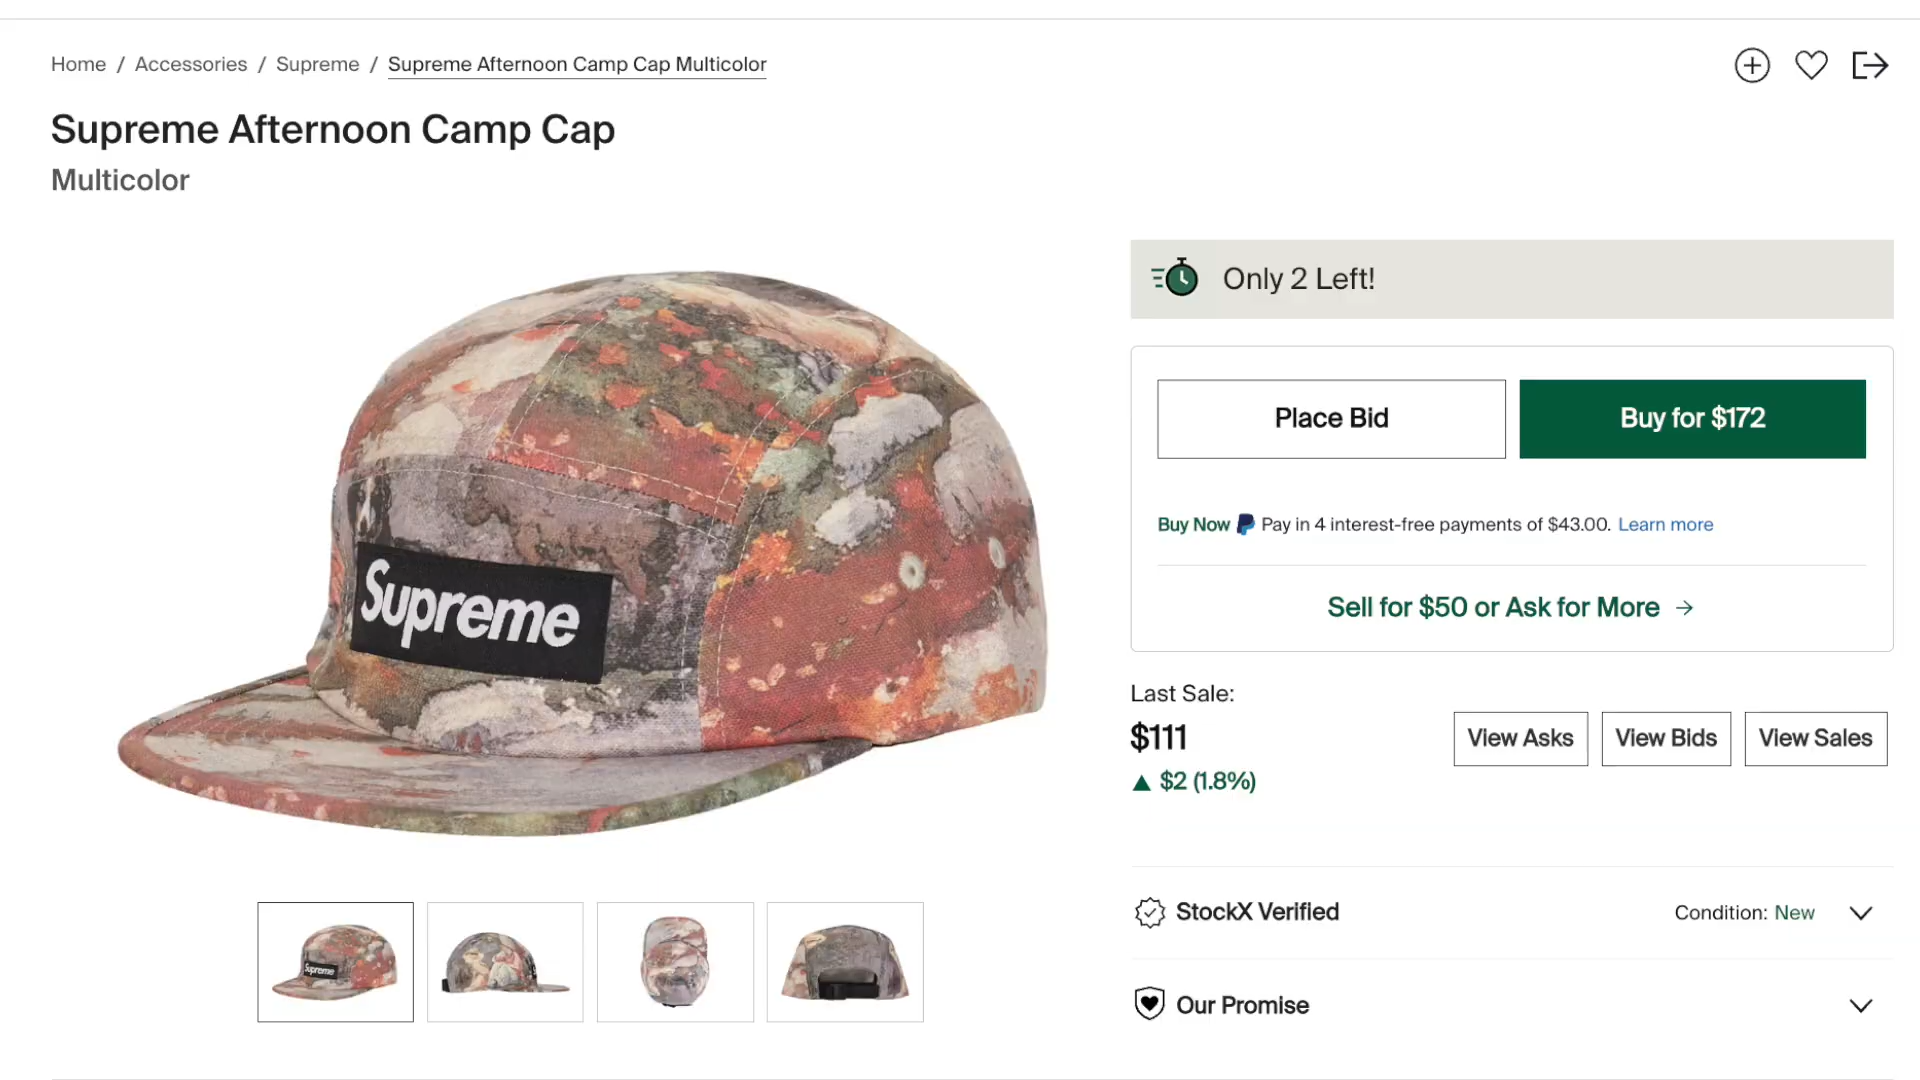 Home / Accessories / Supreme / Supreme Afternoon Camp Cap Multicolor
Supreme Afternoon Camp Cap
Multicolor
Supreme
Only 2 Left!
Place Bid
Buy for $172
Buy Now Pay in 4 interest-free payments of $43.00. Learn more
Sell for $50 or Ask for More →
Last Sale:
$111
▲ $2 (1.8%)
View Asks
View Bids
View Sales
Supreme
StockX Verified
Condition: New
Our Promise